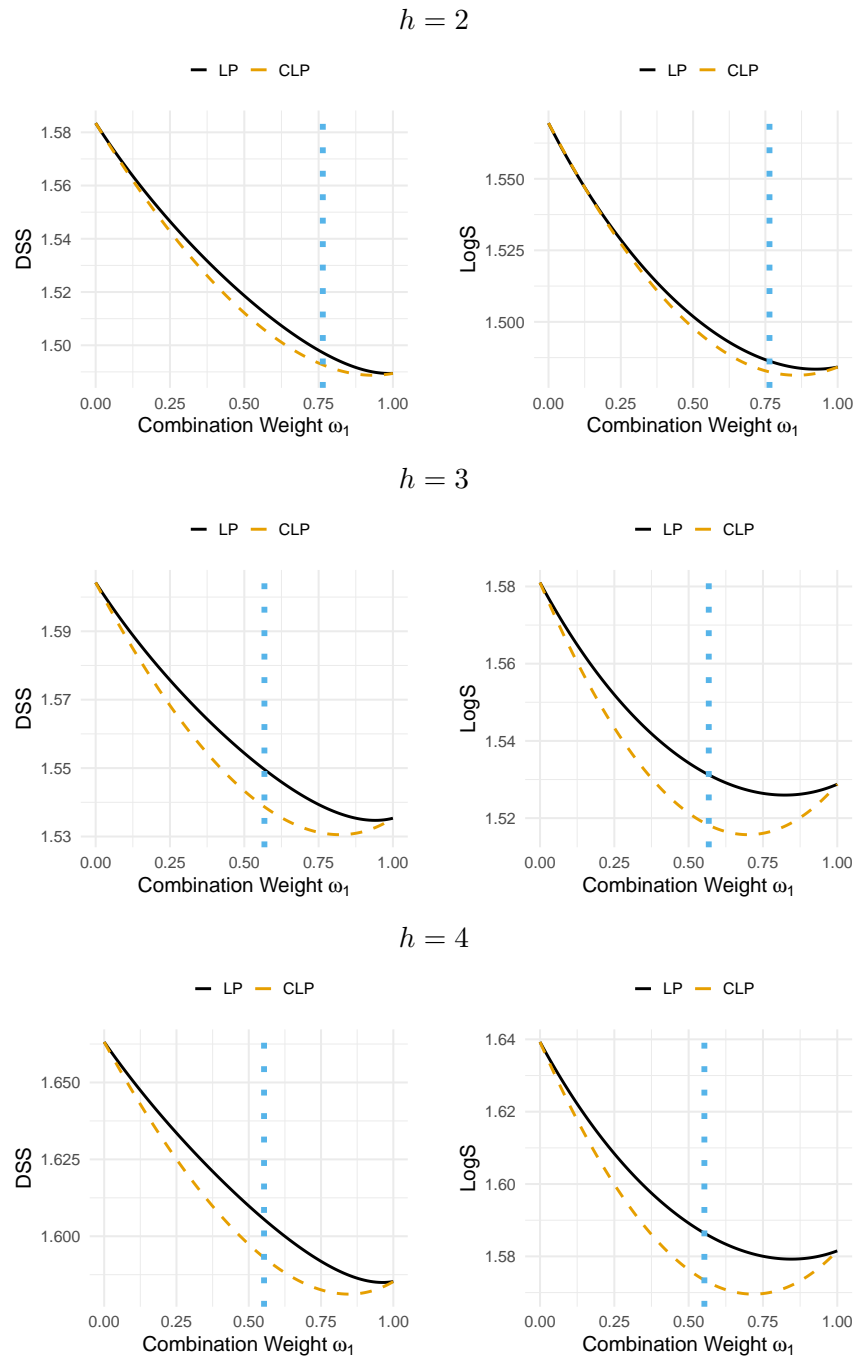 h = 2
LP CLP
LP CLP
DSS
1.58
1.56
1.54
1.52
1.50
0.00 0.25 0.50 0.75 1.00
Combination Weight ω₁
LogS
1.550
1.525
1.500
0.00 0.25 0.50 0.75 1.00
Combination Weight ω₁
h = 3
LP CLP
LP CLP
DSS
1.59
1.57
1.55
1.53
0.00 0.25 0.50 0.75 1.00
Combination Weight ω₁
LogS
1.58
1.56
1.54
1.52
0.00 0.25 0.50 0.75 1.00
Combination Weight ω₁
h = 4
LP CLP
LP CLP
DSS
1.650
1.625
1.600
0.00 0.25 0.50 0.75 1.00
Combination Weight ω₁
LogS
1.64
1.62
1.60
1.58
0.00 0.25 0.50 0.75 1.00
Combination Weight ω₁